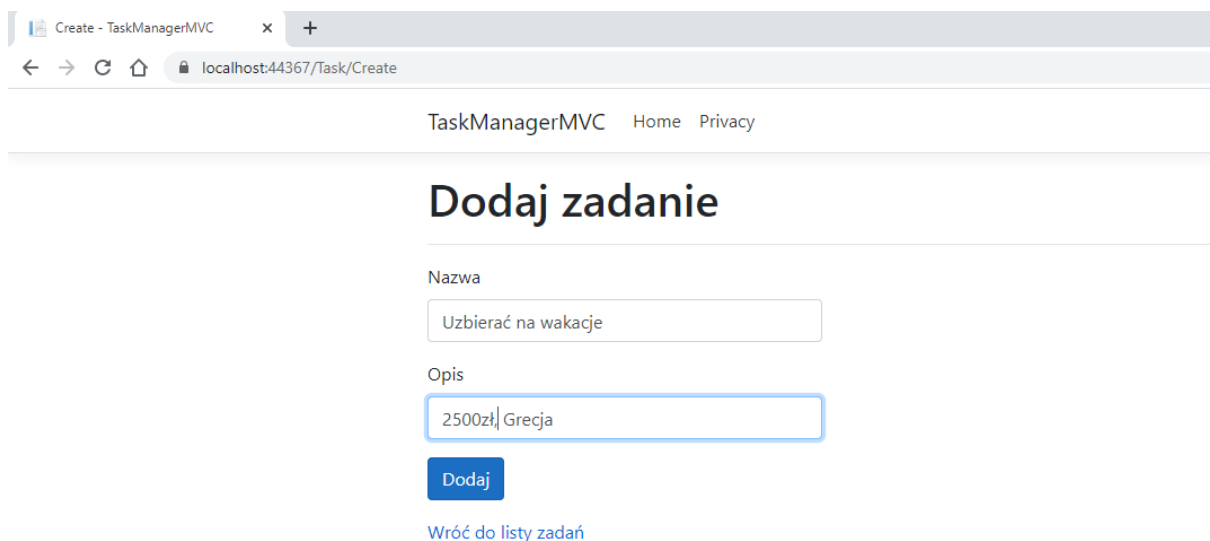 Create - TaskManagerMVC
localhost:44367/Task/Create
TaskManagerMVC Home Privacy
Dodaj zadanie
Nazwa
Uzbierać na wakacje
Opis
2500zł, Grecja
Dodaj
Wróć do listy zadań